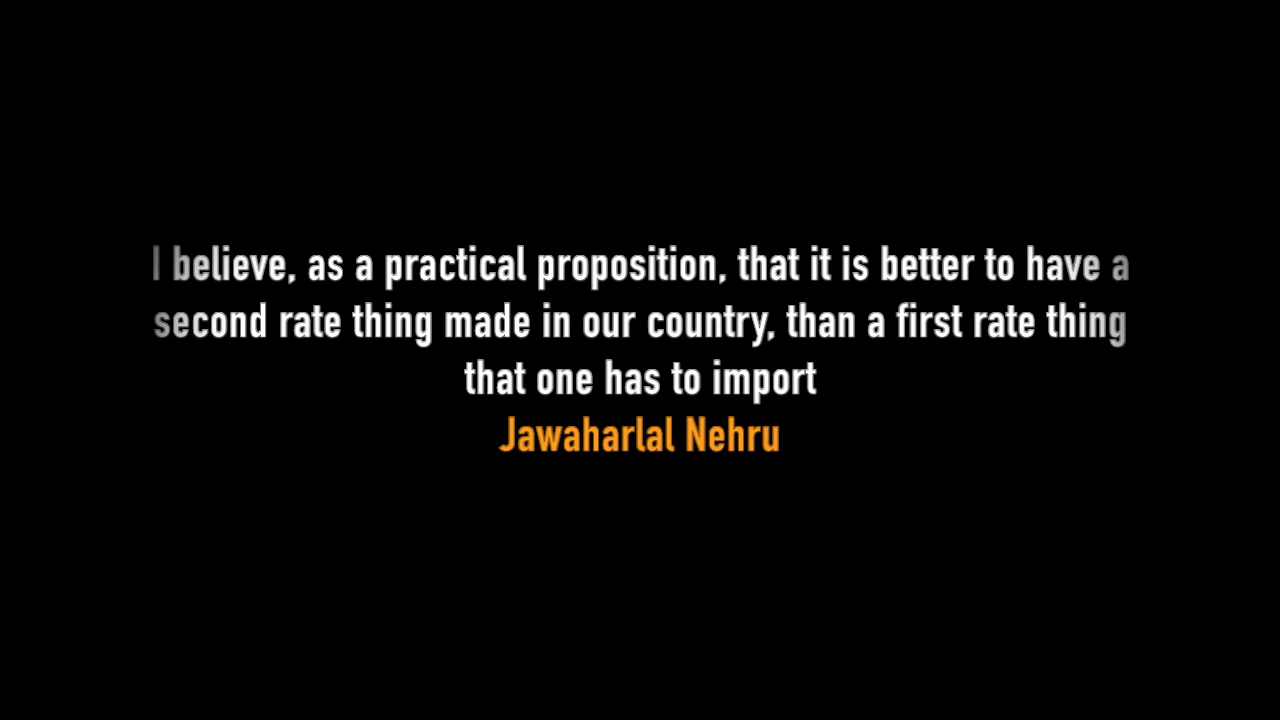 I believe, as a practical proposition, that it is better to have a
second rate thing made in our country, than a first rate thing
that one has to import
Jawaharlal Nehru